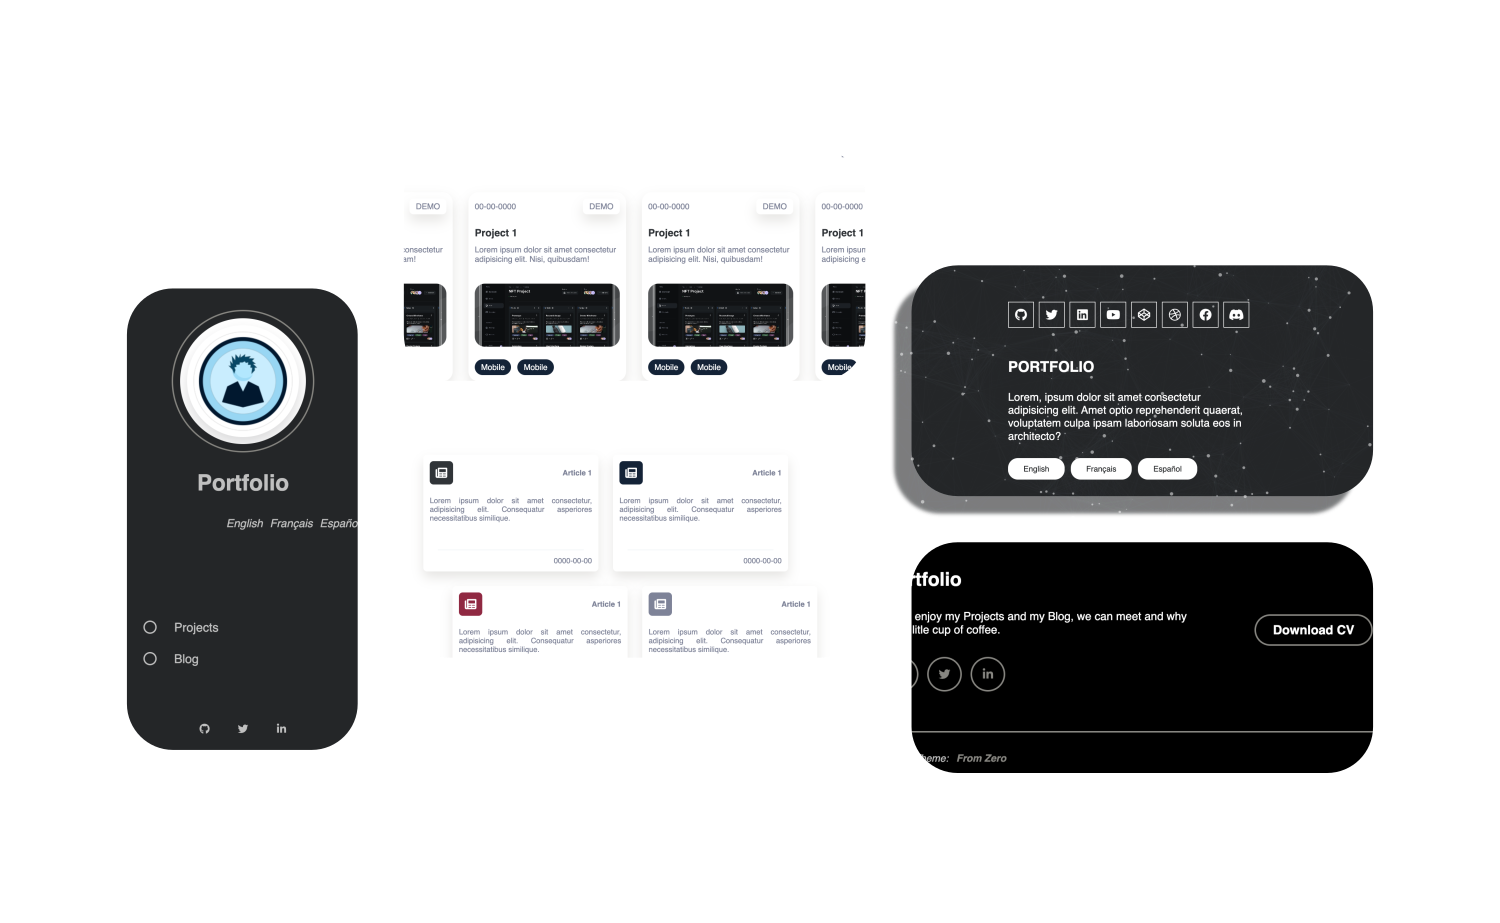 Portfolio
English Français Españo
Projects
Blog
DEMO
onsectetur
am!
00-00-0000 DEMO
Project 1
Lorem ipsum dolor sit amet consectetur
adipisicing elit. Nisi, quibusdam!
NFT Project
Mobile Mobile
00-00-0000 DEMO
Project 1
Lorem ipsum dolor sit amet consectetur
adipisicing elit. Nisi, quibusdam!
NFT Project
Mobile Mobile
00-00-0000
Project 1
Lorem ipsum
adipisicing e
Mobile
Article 1
Lorem ipsum dolor sit amet consectetur,
adipisicing elit. Consequatur asperiores
necessitatibus similique.
0000-00-00
Article 1
Lorem ipsum dolor sit amet consectetur,
adipisicing elit. Consequatur asperiores
necessitatibus similique.
0000-00-00
Article 1
Lorem ipsum dolor sit amet consectetur,
adipisicing elit. Consequatur asperiores
necessitatibus similique.
Article 1
Lorem ipsum dolor sit amet consectetur,
adipisicing elit. Consequatur asperiores
necessitatibus similique.
PORTFOLIO
Lorem, ipsum dolor sit amet consectetur
adipisicing elit. Amet optio reprehenderit quaerat,
voluptatem culpa ipsam laboriosam soluta eos in
architecto?
English Français Español
rtfolio
enjoy my Projects and my Blog, we can meet and why
litle cup of coffee.
Download CV
heme: From Zero